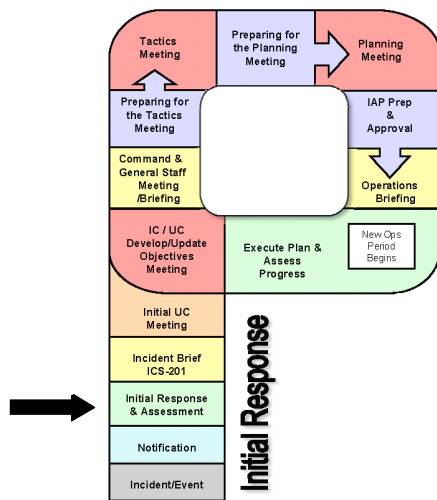 Tactics
Meeting
Preparing for
the Planning
Meeting
Planning
Meeting
Preparing for
the Tactics
Meeting
IAP Prep
&
Approval
Command &
General Staff
Meeting
/Briefing
Operations
Briefing
IC / UC
Develop/Update
Objectives
Meeting
Execute Plan &
Assess
Progress
New Ops
Period
Begins
Initial UC
Meeting
Incident Brief
ICS-201
Initial Response
& Assessment
Notification
Incident/Event
Initial Response